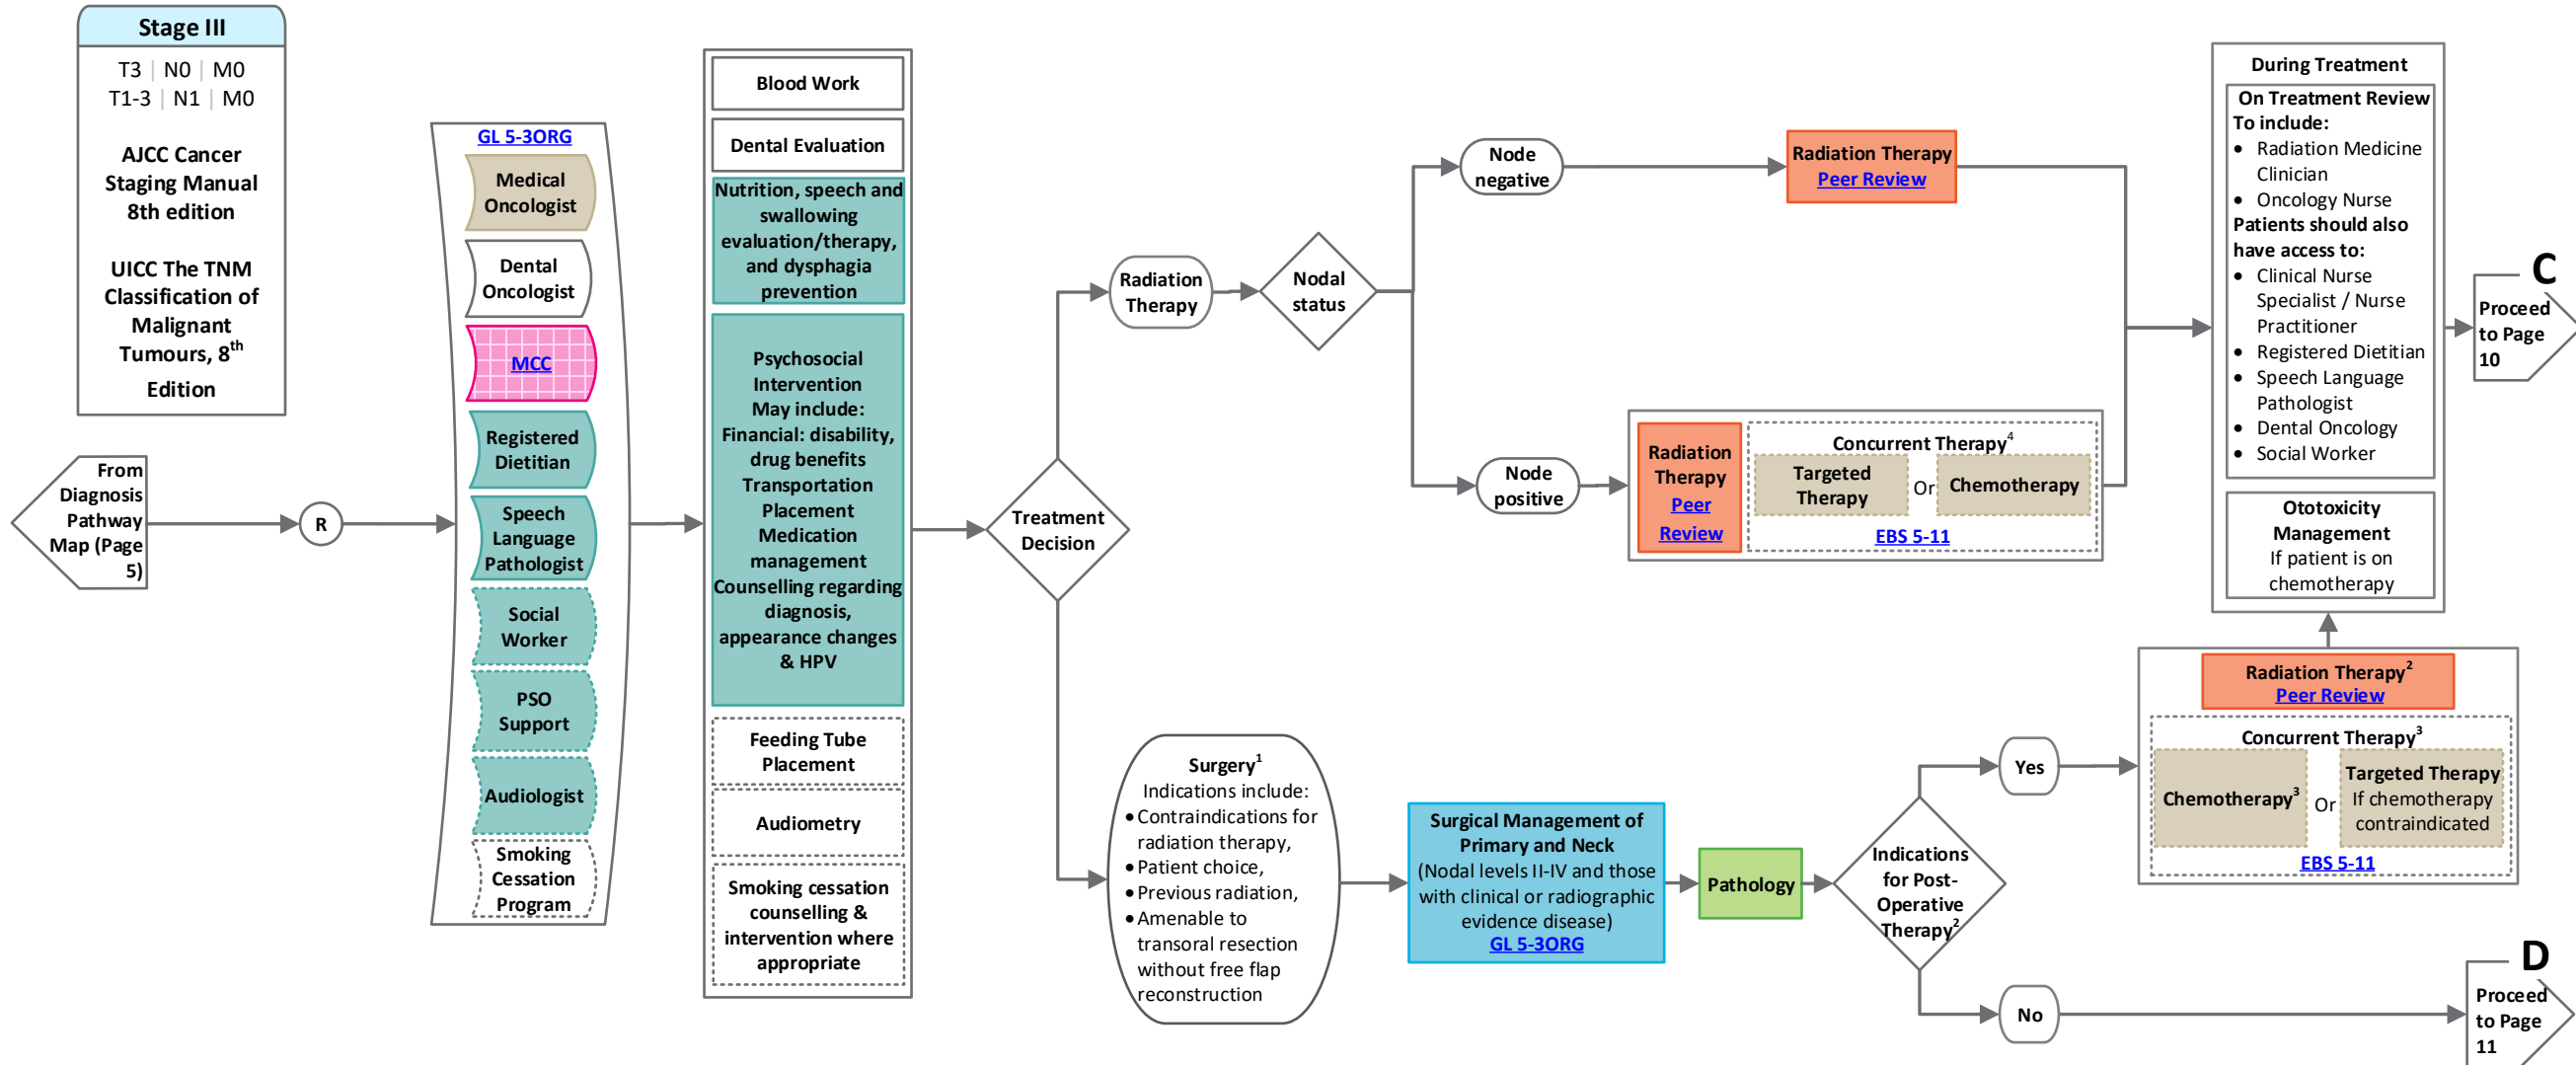 Stage III
T3 | N0 | M0
T1-3 | N1 | M0
AJCC Cancer
Staging Manual
8th edition
UICC The TNM
Classification of
Malignant
Tumours, 8th
Edition
From
Diagnosis
Pathway
Map (Page
5)
R
GL 5-3ORG
Medical
Oncologist
Dental
Oncologist
MCC
Registered
Dietitian
Speech
Language
Pathologist
Social
Worker
PSO
Support
Audiologist
Smoking
Cessation
Program
Blood Work
Dental Evaluation
Nutrition, speech and
swallowing
evaluation/therapy,
and dysphagia
prevention
Psychosocial
Intervention
May include:
Financial: disability,
drug benefits
Transportation
Placement
Medication
management
Counselling regarding
diagnosis,
appearance changes
& HPV
Feeding Tube
Placement
Audiometry
Smoking cessation
counselling &
intervention where
appropriate
Treatment
Decision
Radiation
Therapy
Nodal
status
Node
negative
Radiation Therapy
Peer Review
Node
positive
Radiation
Therapy
Peer
Review
Concurrent Therapy4
Targeted
Therapy
Or
Chemotherapy
EBS 5-11
During Treatment
On Treatment Review
To include:
• Radiation Medicine
Clinician
• Oncology Nurse
Patients should also
have access to:
• Clinical Nurse
Specialist / Nurse
Practitioner
• Registered Dietitian
• Speech Language
Pathologist
• Dental Oncology
• Social Worker
Ototoxicity
Management
If patient is on
chemotherapy
C
Proceed
to Page
10
Surgery1
Indications include:
• Contraindications for
radiation therapy,
• Patient choice,
• Previous radiation,
• Amenable to
transoral resection
without free flap
reconstruction
Surgical Management of
Primary and Neck
(Nodal levels II-IV and those
with clinical or radiographic
evidence disease)
GL 5-3ORG
Pathology
Indications
for Post-
Operative
Therapy2
Yes
Radiation Therapy2
Peer Review
Concurrent Therapy3
Chemotherapy3
Or
Targeted Therapy
If chemotherapy
contraindicated
EBS 5-11
No
D
Proceed
to Page
11